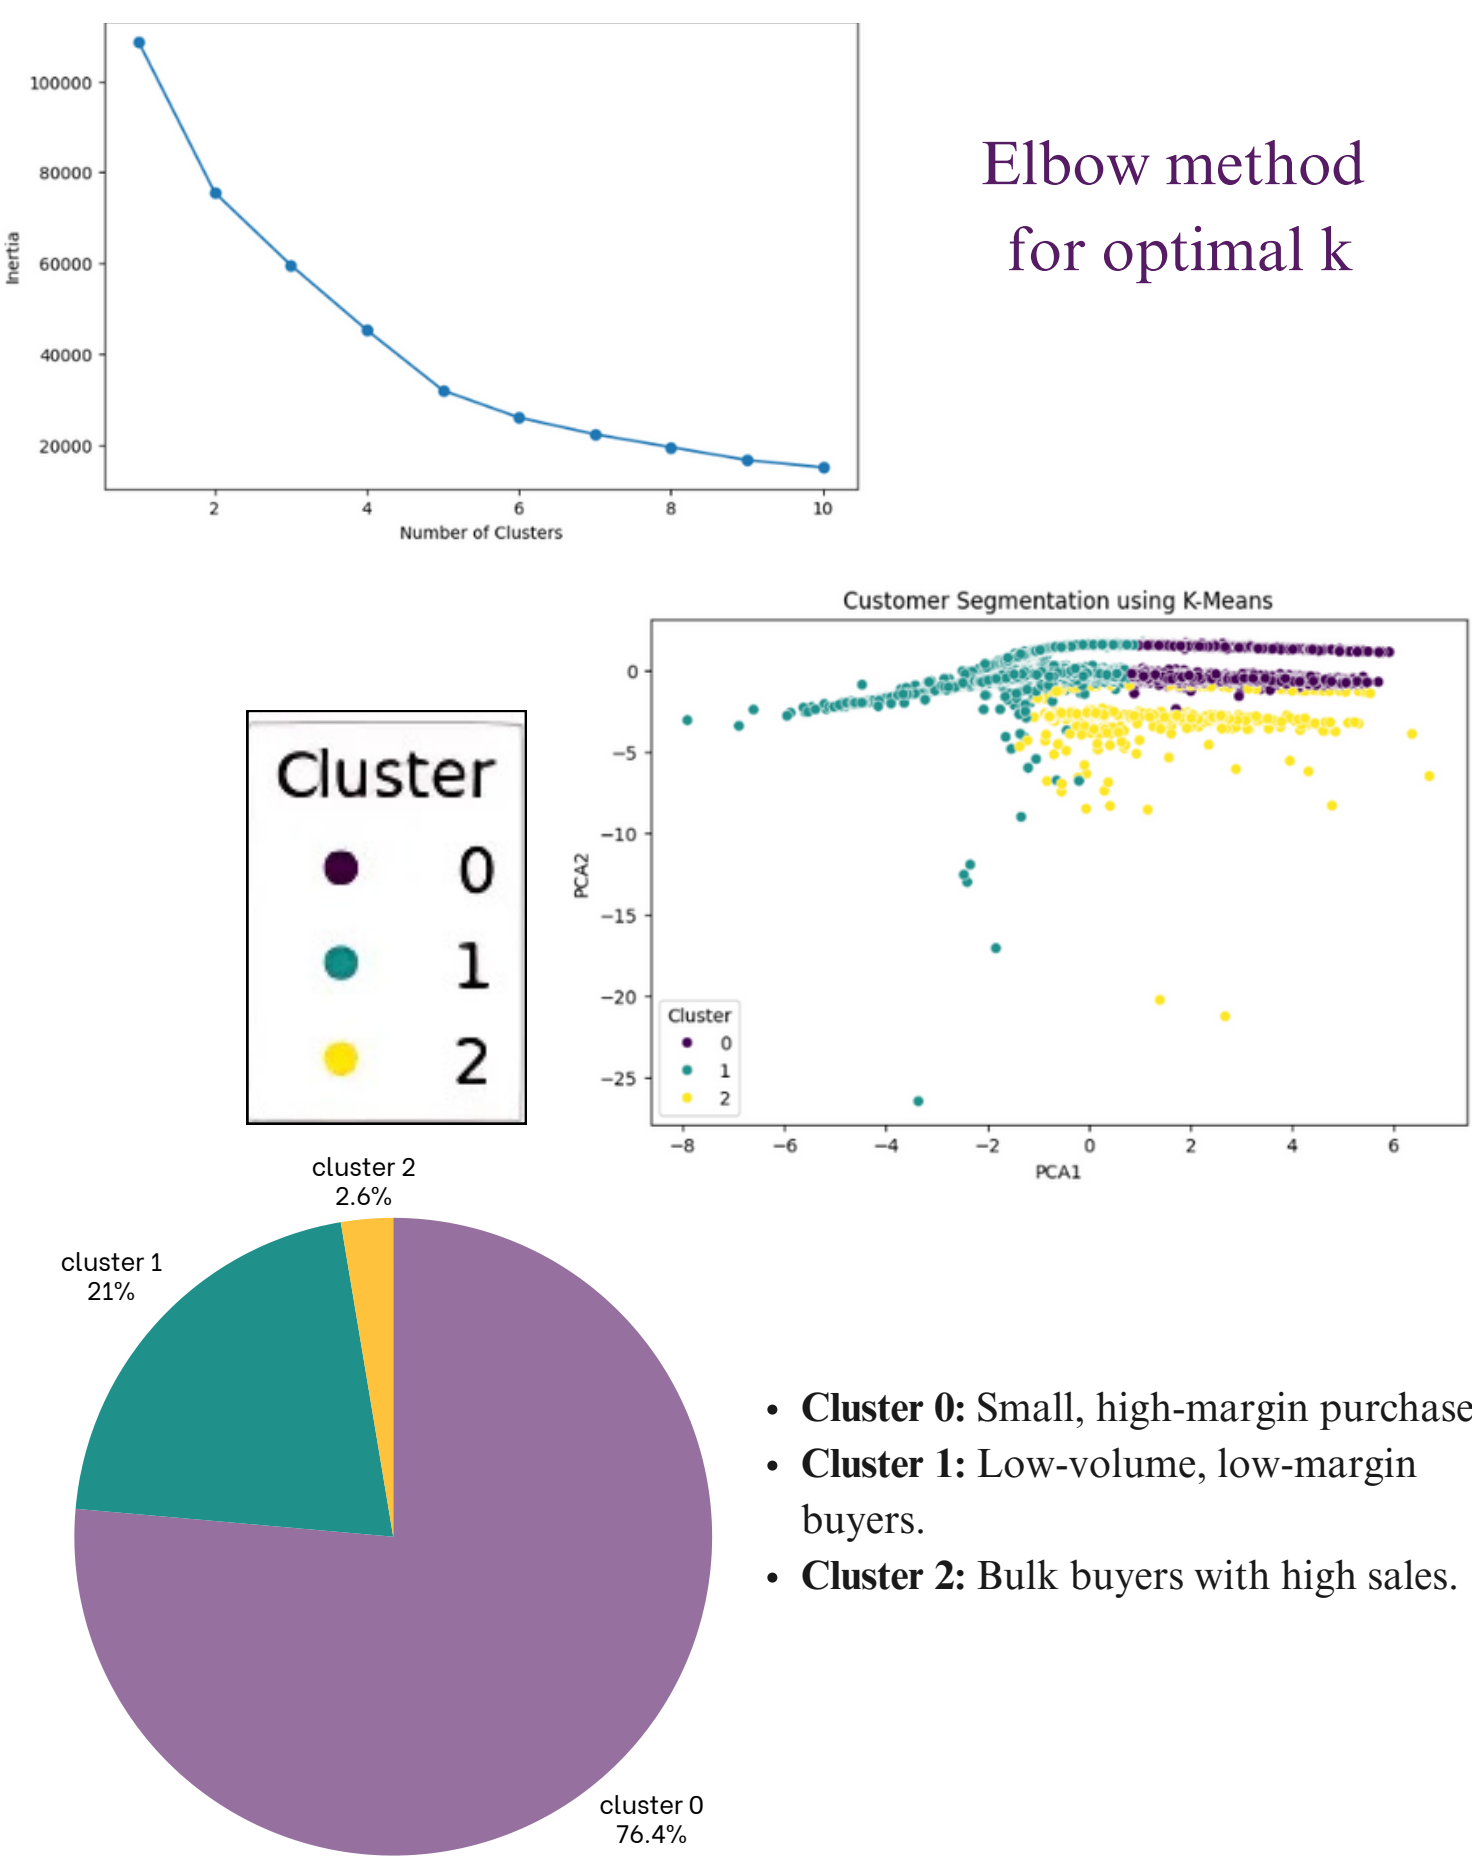 100000
80000
60000
40000
20000
Inertia
2 4 6 8 10
Number of Clusters
Elbow method
for optimal k
Customer Segmentation using K-Means
0
−5
−10
−15
−20
−25
PCA2
Cluster
0
1
2
−8 −6 −4 −2 0 2 4 6
PCA1
Cluster
0
1
2
cluster 2
2.6%
cluster 1
21%
cluster 0
76.4%
• Cluster 0: Small, high-margin purchase
• Cluster 1: Low-volume, low-margin
buyers.
• Cluster 2: Bulk buyers with high sales.